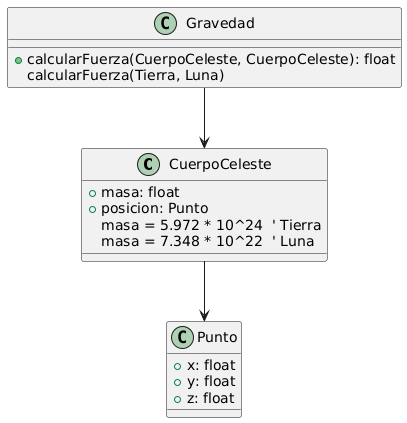 C Gravedad
calcularFuerza(CuerpoCeleste, CuerpoCeleste): float
calcularFuerza(Tierra, Luna)
C CuerpoCeleste
masa: float
posicion: Punto
masa = 5.972 * 10^24  ' Tierra
masa = 7.348 * 10^22  ' Luna
C Punto
x: float
y: float
z: float